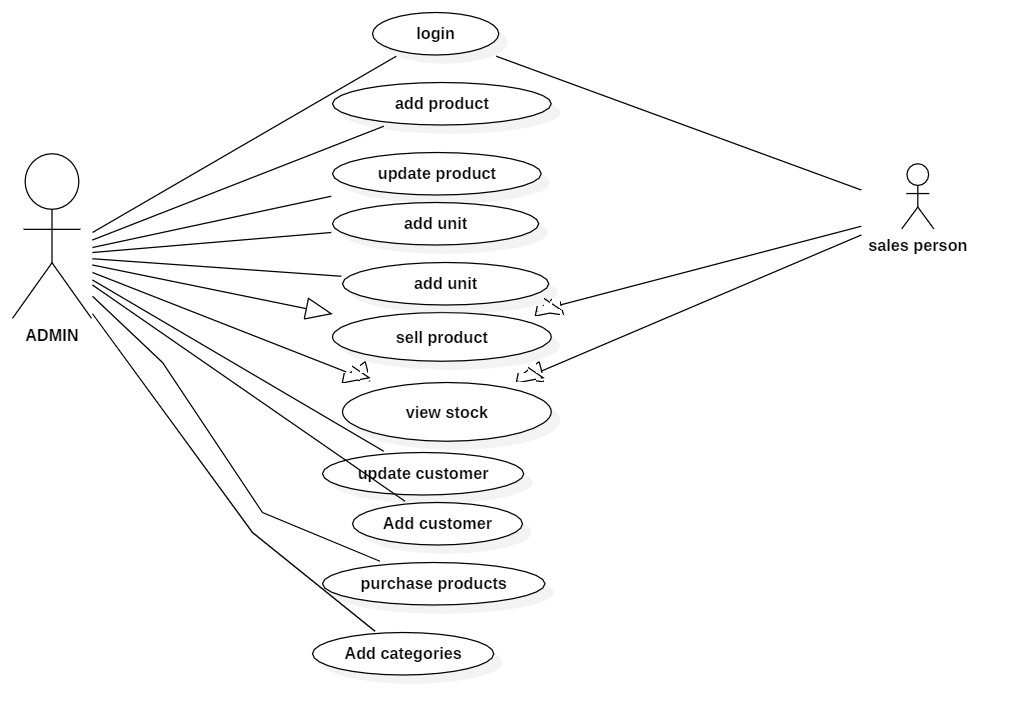 login
add product
update product
add unit
add unit
sell product
view stock
update customer
Add customer
purchase products
Add categories
ADMIN
sales person